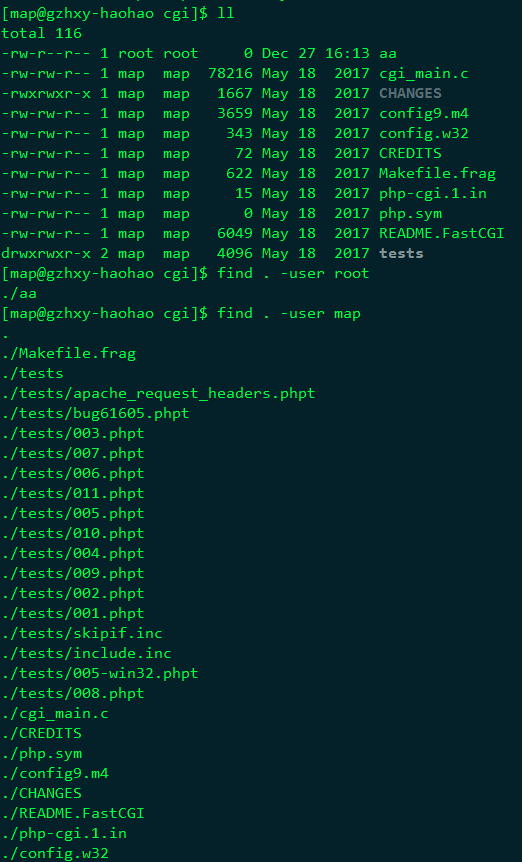 [map@gzhxy-haohao cgi]$ ll
total 116
-rw-r--r-- 1 root root     0 Dec 27 16:13 aa
-rw-rw-r-- 1 map  map  78216 May 18  2017 cgi_main.c
-rwxrwxr-x 1 map  map   1667 May 18  2017 CHANGES
-rw-rw-r-- 1 map  map   3659 May 18  2017 config9.m4
-rw-rw-r-- 1 map  map    343 May 18  2017 config.w32
-rw-rw-r-- 1 map  map     72 May 18  2017 CREDITS
-rw-rw-r-- 1 map  map    622 May 18  2017 Makefile.frag
-rw-rw-r-- 1 map  map     15 May 18  2017 php-cgi.1.in
-rw-rw-r-- 1 map  map      0 May 18  2017 php.sym
-rw-rw-r-- 1 map  map   6049 May 18  2017 README.FastCGI
drwxrwxr-x 2 map  map   4096 May 18  2017 tests
[map@gzhxy-haohao cgi]$ find . -user root
./aa
[map@gzhxy-haohao cgi]$ find . -user map
.
./Makefile.frag
./tests
./tests/apache_request_headers.phpt
./tests/bug61605.phpt
./tests/003.phpt
./tests/007.phpt
./tests/006.phpt
./tests/011.phpt
./tests/005.phpt
./tests/010.phpt
./tests/004.phpt
./tests/009.phpt
./tests/002.phpt
./tests/001.phpt
./tests/skipif.inc
./tests/include.inc
./tests/005-win32.phpt
./tests/008.phpt
./cgi_main.c
./CREDITS
./php.sym
./config9.m4
./CHANGES
./README.FastCGI
./php-cgi.1.in
./config.w32